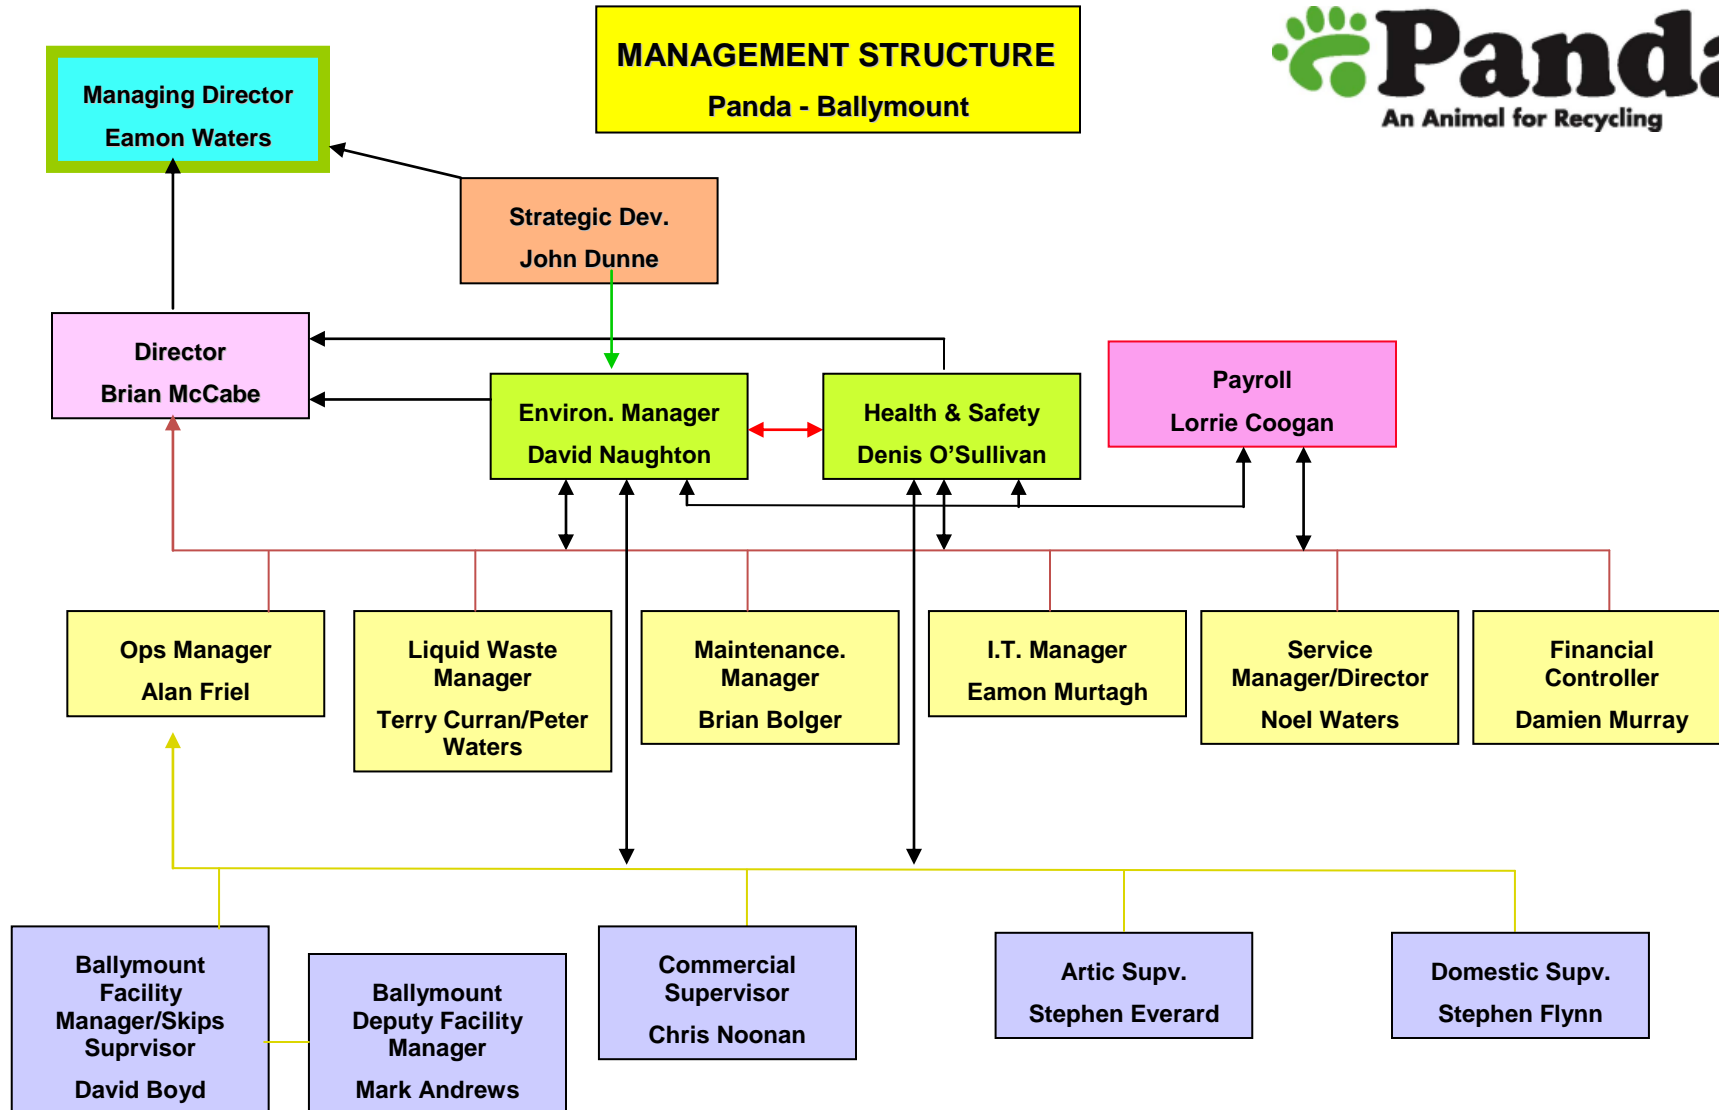 MANAGEMENT STRUCTURE
Panda - Ballymount
Panda
An Animal for Recycling
Managing Director
Eamon Waters
Strategic Dev.
John Dunne
Director
Brian McCabe
Environ. Manager
David Naughton
Health & Safety
Denis O’Sullivan
Payroll
Lorrie Coogan
Ops Manager
Alan Friel
Liquid Waste
Manager
Terry Curran/Peter
Waters
Maintenance.
Manager
Brian Bolger
I.T. Manager
Eamon Murtagh
Service
Manager/Director
Noel Waters
Financial
Controller
Damien Murray
Ballymount
Facility
Manager/Skips
Suprvisor
David Boyd
Ballymount
Deputy Facility
Manager
Mark Andrews
Commercial
Supervisor
Chris Noonan
Artic Supv.
Stephen Everard
Domestic Supv.
Stephen Flynn